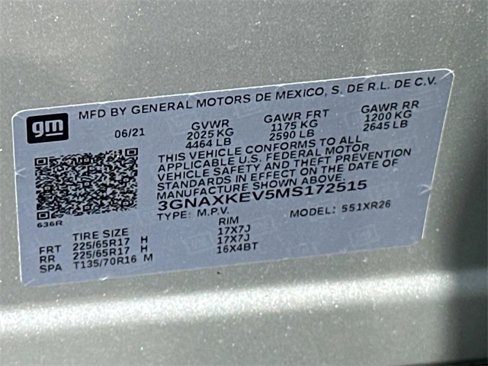 gm
MFD BY GENERAL MOTORS DE MEXICO, S. DE R.L. DE C.V.
06/21 GVWR GAWR FRT GAWR RR
2025 KG 1175 KG 1200 KG
4464 LB 2590 LB 2645 LB
THIS VEHICLE CONFORMS TO ALL
APPLICABLE U.S. FEDERAL MOTOR
VEHICLE SAFETY AND THEFT PREVENTION
STANDARDS IN EFFECT ON THE DATE OF
MANUFACTURE SHOWN ABOVE.
3GNAXKEV5MS172515
636R TYPE: M.P.V. MODEL: 551XR26
TIRE SIZE RIM
FRT 225/65R17 H 17X7J
RR 225/65R17 H 17X7J
SPA T135/70R16 M 16X4BT